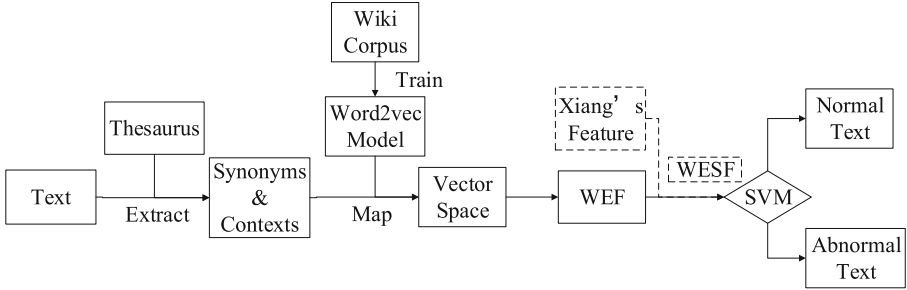 Wiki
Corpus
Train
Thesaurus
Word2vec
Model
Xiang’s
Feature
Normal
Text
Text
Extract
Synonyms
&
Contexts
Map
Vector
Space
WEF
WESF
SVM
Abnormal
Text